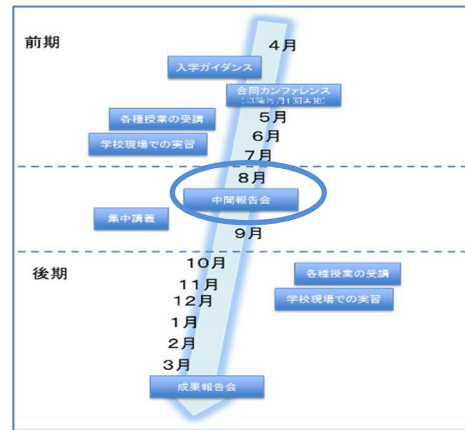 前期
4月
入学ガイダンス
合同カンファレンス
5月
各種授業の受講
6月
学校現場での実習
7月
8月
中間報告会
集中講義
9月
後期
10月
各種授業の受講
11月
学校現場での実習
12月
1月
2月
3月
成果報告会